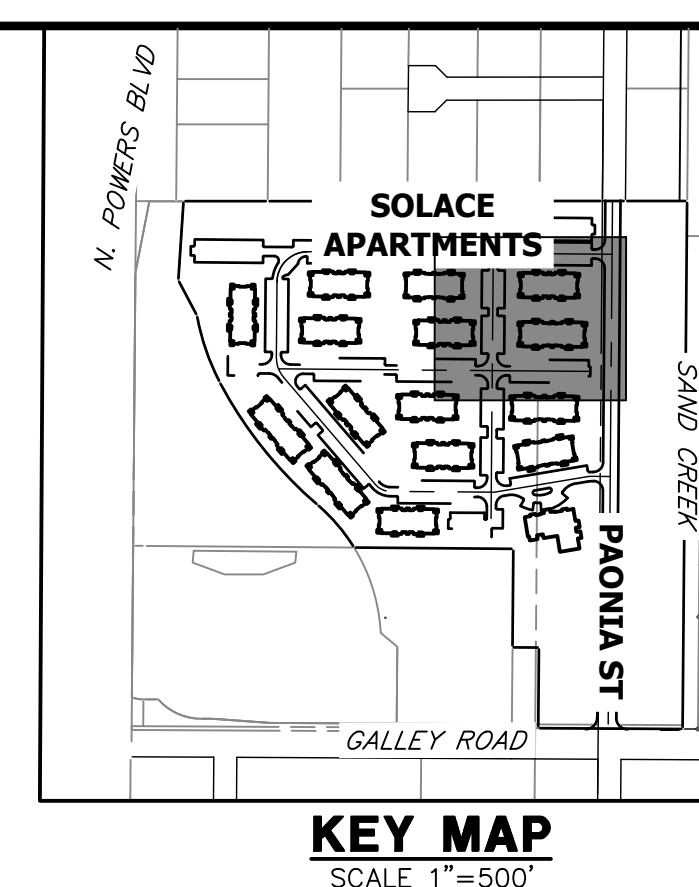 N. POWERS BLVD
SOLACE
APARTMENTS
SAND CREEK
PAONIA ST
GALLEY ROAD
KEY MAP
SCALE 1"=500'